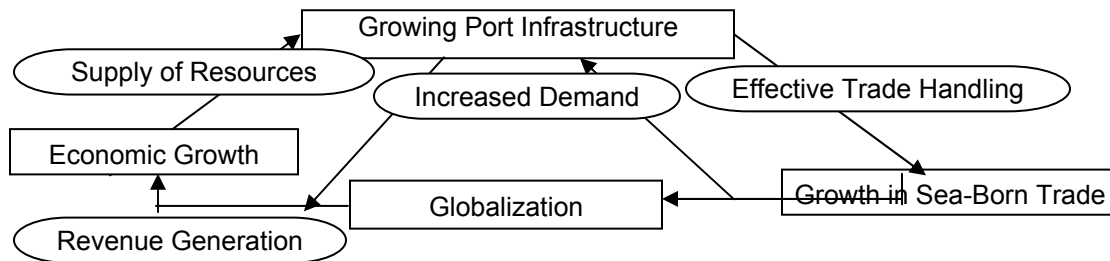 Growing Port Infrastructure
Supply of Resources
Increased Demand
Effective Trade Handling
Economic Growth
Globalization
Growth in Sea-Born Trade
Revenue Generation